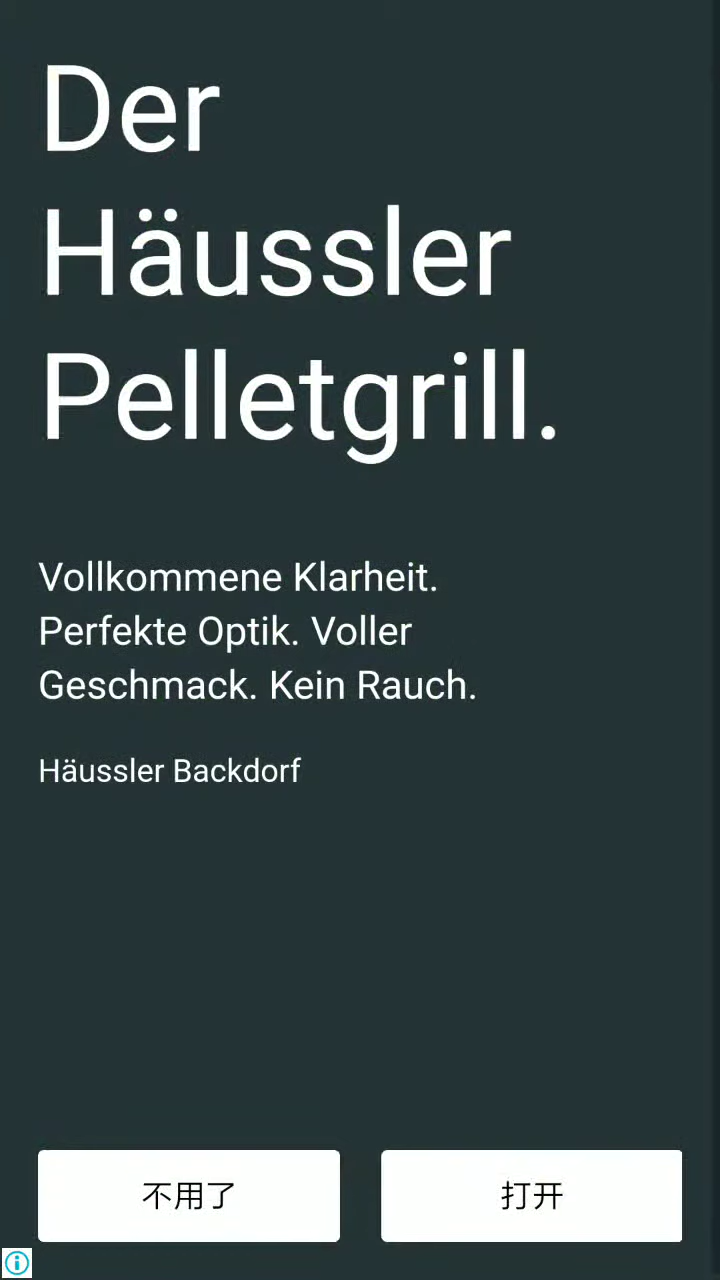 Der
Häussler
Pelletgrill.
Vollkommene Klarheit.
Perfekte Optik. Voller
Geschmack. Kein Rauch.
Häussler Backdorf
不用了
打开